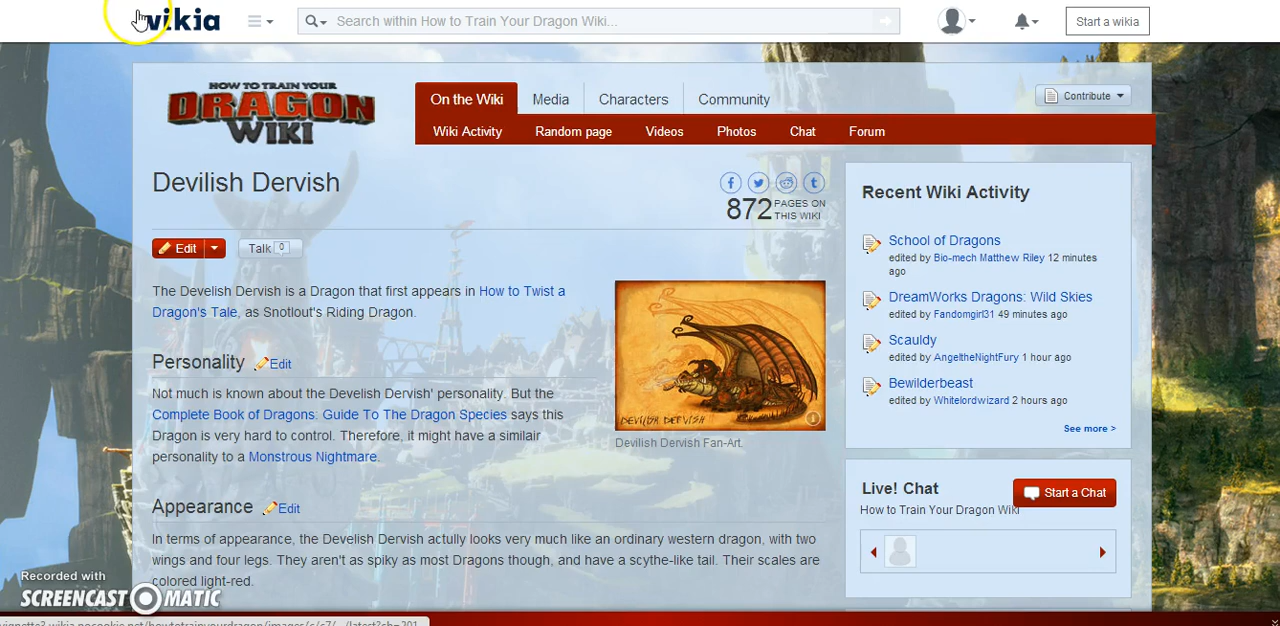 wikia
Search within How to Train Your Dragon Wiki...
Start a wikia
HOW TO TRAIN YOUR
DRAGON
WIKI
On the Wiki Media Characters Community
Contribute
Wiki Activity Random page Videos Photos Chat Forum
Devilish Dervish
872 PAGES ON
THIS WIKI
Edit Talk 0
The Develish Dervish is a Dragon that first appears in How to Twist a
Dragon's Tale, as Snotlout's Riding Dragon.
DEVILISH DERVISH
Devilish Dervish Fan-Art.
Personality Edit
Not much is known about the Develish Dervish' personality. But the
Complete Book of Dragons: Guide To The Dragon Species says this
Dragon is very hard to control. Therefore, it might have a similair
personality to a Monstrous Nightmare.
Appearance Edit
In terms of appearance, the Develish Dervish actully looks very much like an ordinary western dragon, with two
wings and four legs. They aren't as spiky as most Dragons though, and have a scythe-like tail. Their scales are
colored light-red.
Recent Wiki Activity
School of Dragons
edited by Bio-mech Matthew Riley 12 minutes
ago
DreamWorks Dragons: Wild Skies
edited by Fandomgirl31 49 minutes ago
Scauldy
edited by AngeltheNightFury 1 hour ago
Bewilderbeast
edited by Whitelordwizard 2 hours ago
See more >
Live! Chat
Start a Chat
How to Train Your Dragon Wiki
Recorded with
SCREENCAST MATIC